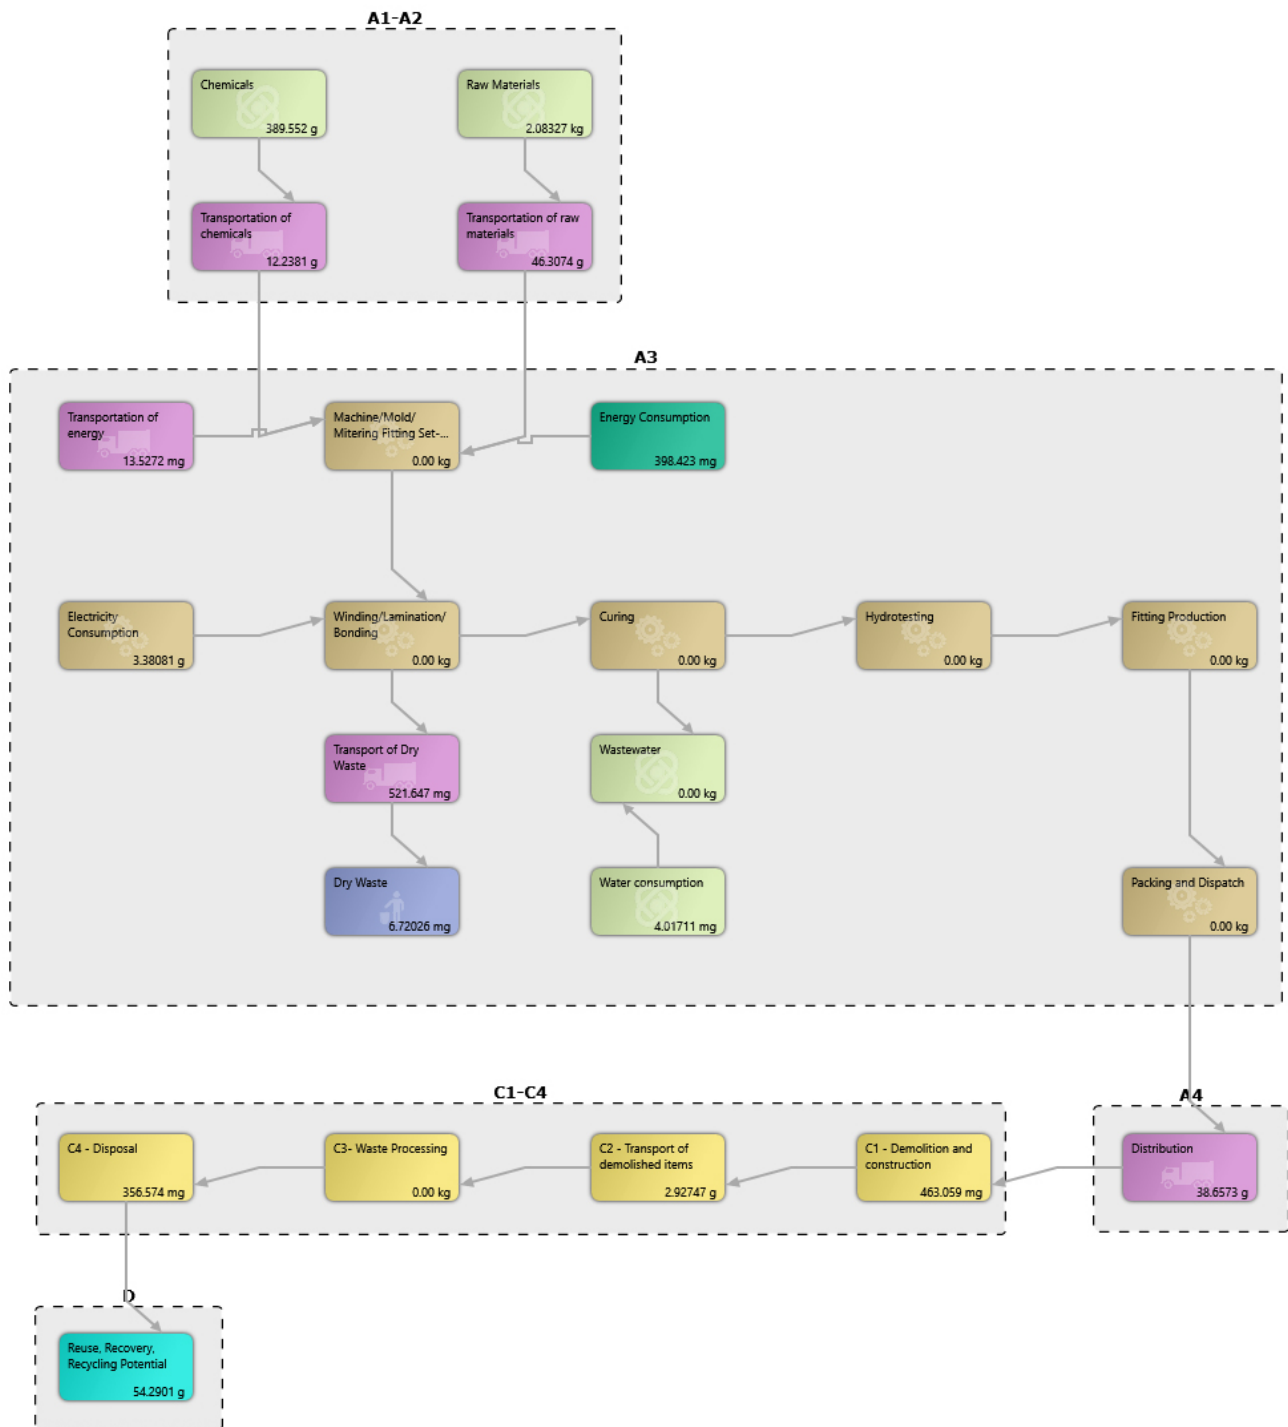 A1-A2
Chemicals
389.552 g
Raw Materials
2.08327 kg
Transportation of
chemicals
12.2381 g
Transportation of raw
materials
46.3074 g
A3
Transportation of
energy
13.5272 mg
Machine/Mold/
Mitering Fitting Set-...
0.00 kg
Energy Consumption
398.423 mg
Electricity
Consumption
3.38081 g
Winding/Lamination/
Bonding
0.00 kg
Curing
0.00 kg
Hydrotesting
0.00 kg
Fitting Production
0.00 kg
Transport of Dry
Waste
521.647 mg
Wastewater
0.00 kg
Dry Waste
6.72026 mg
Water consumption
4.01711 mg
Packing and Dispatch
0.00 kg
C1-C4
C4 - Disposal
356.574 mg
C3- Waste Processing
0.00 kg
C2 - Transport of
demolished items
2.92747 g
C1 - Demolition and
construction
463.059 mg
A4
Distribution
38.6573 g
D
Reuse, Recovery,
Recycling Potential
54.2901 g